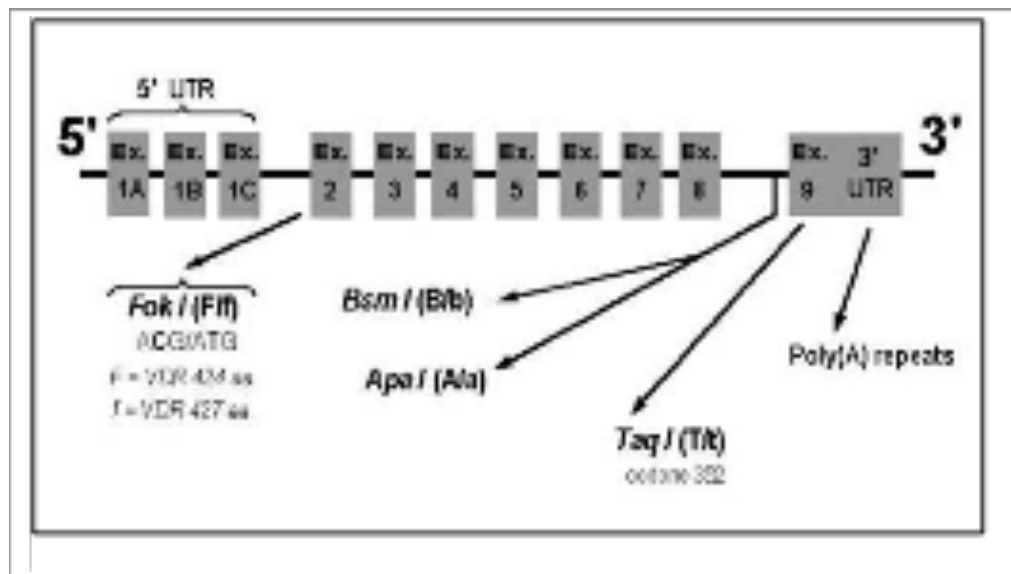 5' UTR
5' 3'
Ex. Ex. Ex. Ex. Ex. Ex. Ex. Ex. Ex. Ex. Ex. 3'
1A 1B 1C 2 3 4 5 6 7 8 9 UTR
Fok I (F/f)
ACG/ATG
F = VDR 424 aa
f = VDR 427 aa
Bsm I (B/b)
Apa I (A/a)
Taq I (T/t)
codone 352
Poly(A) repeats